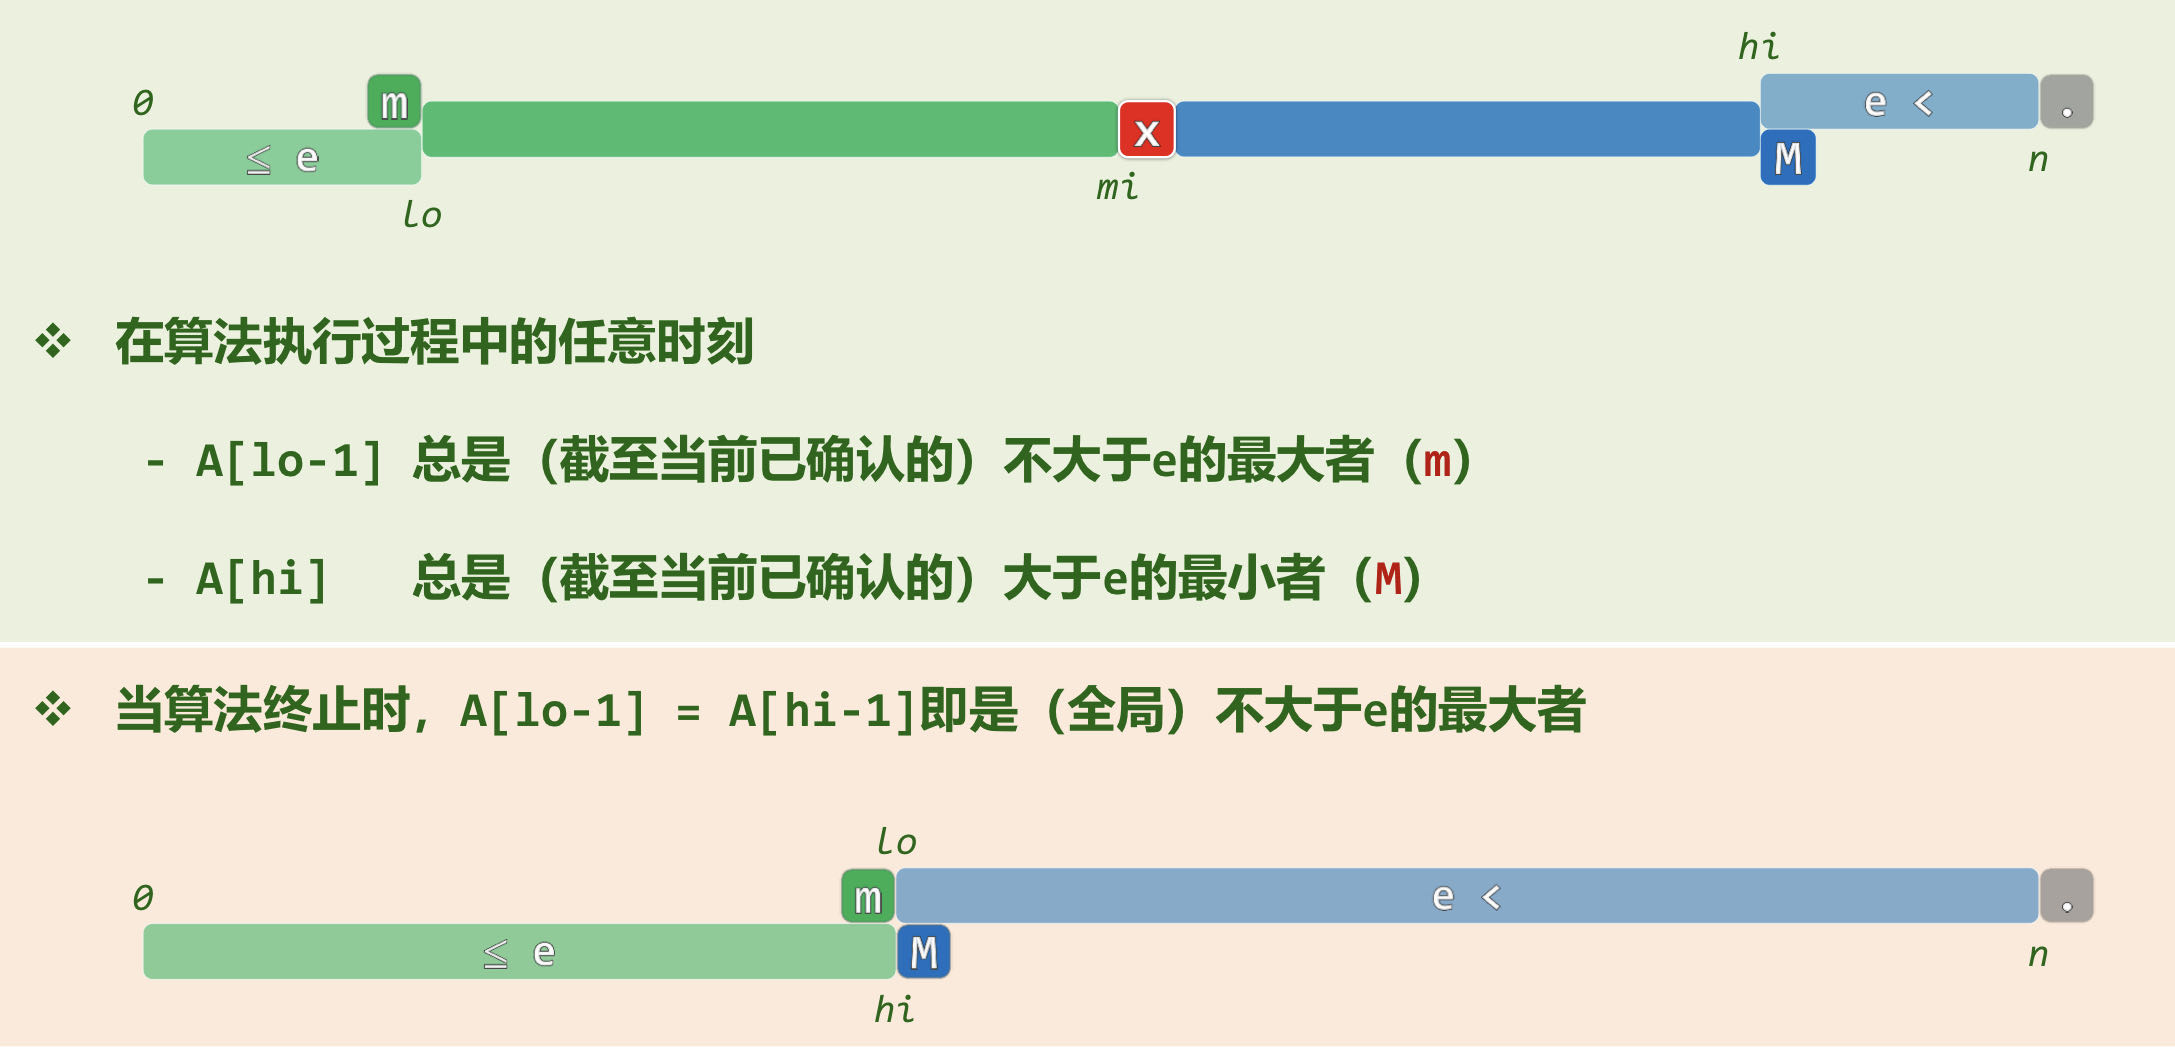 hi
0 m e < .
x
≤ e M n
mi
lo
❖ 在算法执行过程中的任意时刻
- A[lo-1] 总是（截至当前已确认的）不大于e的最大者（m）
- A[hi] 总是（截至当前已确认的）大于e的最小者（M）
❖ 当算法终止时，A[lo-1] = A[hi-1]即是（全局）不大于e的最大者
lo
0 m e < .
≤ e M n
hi